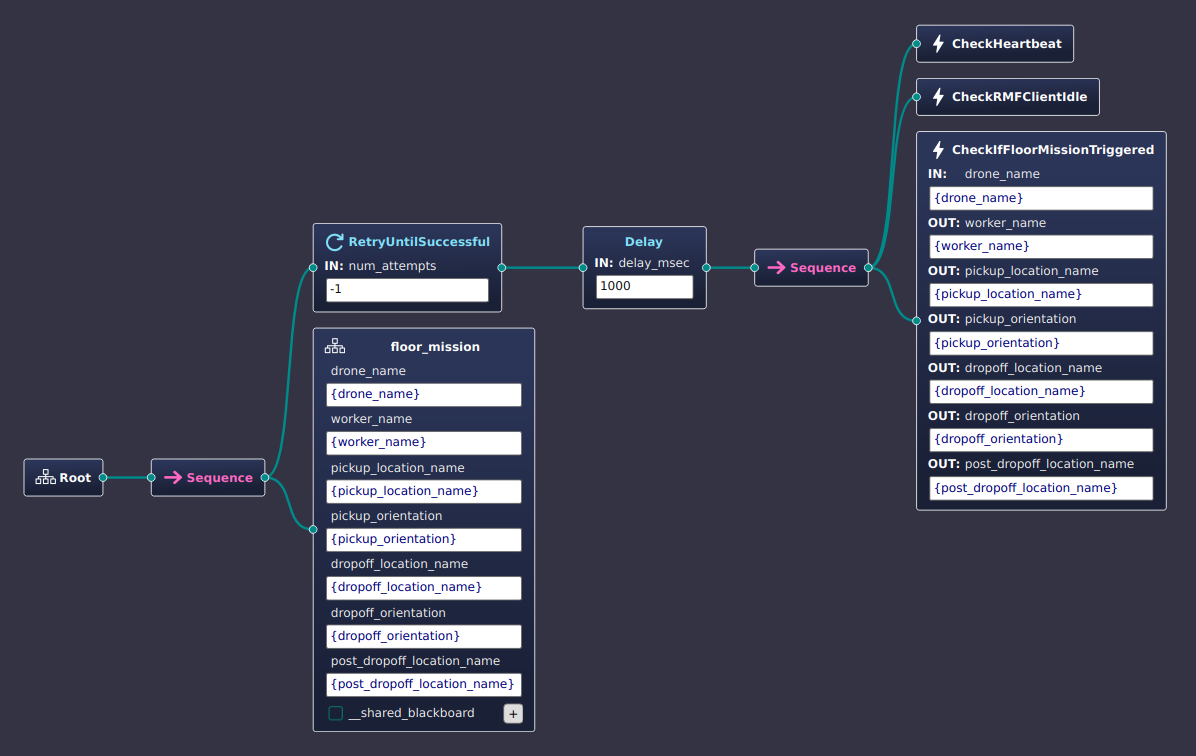 Root
Sequence
RetryUntilSuccessful
IN: num_attempts
-1
floor_mission
drone_name
{drone_name}
worker_name
{worker_name}
pickup_location_name
{pickup_location_name}
pickup_orientation
{pickup_orientation}
dropoff_location_name
{dropoff_location_name}
dropoff_orientation
{dropoff_orientation}
post_dropoff_location_name
{post_dropoff_location_name}
__shared_blackboard +
Delay
IN: delay_msec
1000
Sequence
CheckHeartbeat
CheckRMFClientIdle
CheckIfFloorMissionTriggered
IN: drone_name
{drone_name}
OUT: worker_name
{worker_name}
OUT: pickup_location_name
{pickup_location_name}
OUT: pickup_orientation
{pickup_orientation}
OUT: dropoff_location_name
{dropoff_location_name}
OUT: dropoff_orientation
{dropoff_orientation}
OUT: post_dropoff_location_name
{post_dropoff_location_name}